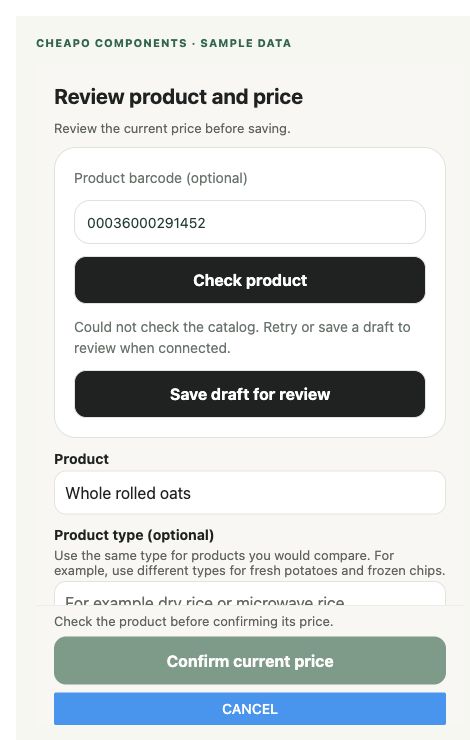 CHEAPO COMPONENTS · SAMPLE DATA
Review product and price
Review the current price before saving.
Product barcode (optional)
00036000291452
Check product
Could not check the catalog. Retry or save a draft to
review when connected.
Save draft for review
Product
Whole rolled oats
Product type (optional)
Use the same type for products you would compare. For
example, use different types for fresh potatoes and frozen chips.
For example dry rice or microwave rice
Check the product before confirming its price.
Confirm current price
CANCEL